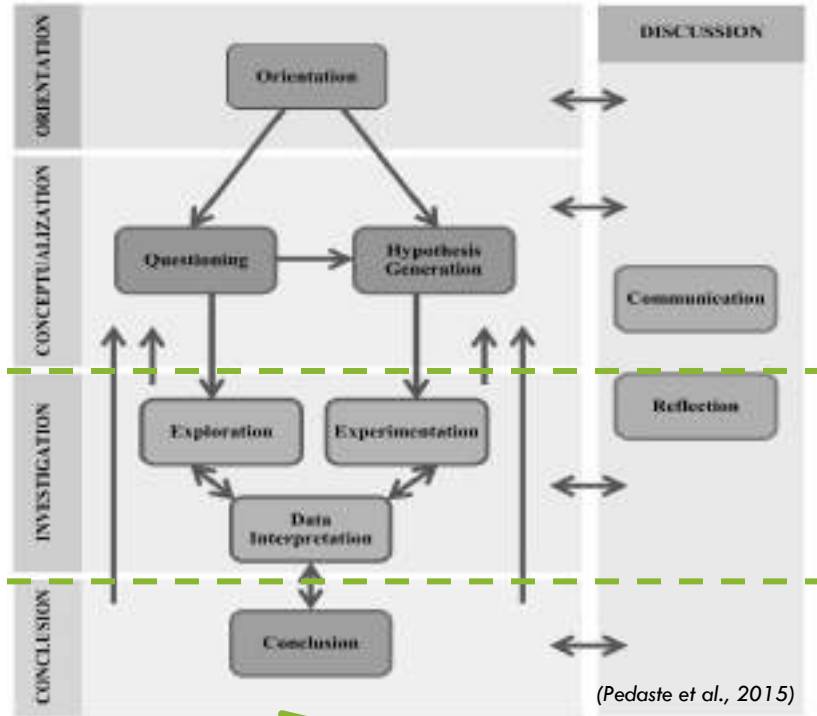 ORIENTATION
Orientation
DISCUSSION
CONCEPTUALIZATION
Questioning
Hypothesis
Generation
Communication
INVESTIGATION
Exploration
Experimentation
Reflection
Data
Interpretation
CONCLUSION
Conclusion
(Pedaste et al., 2015)